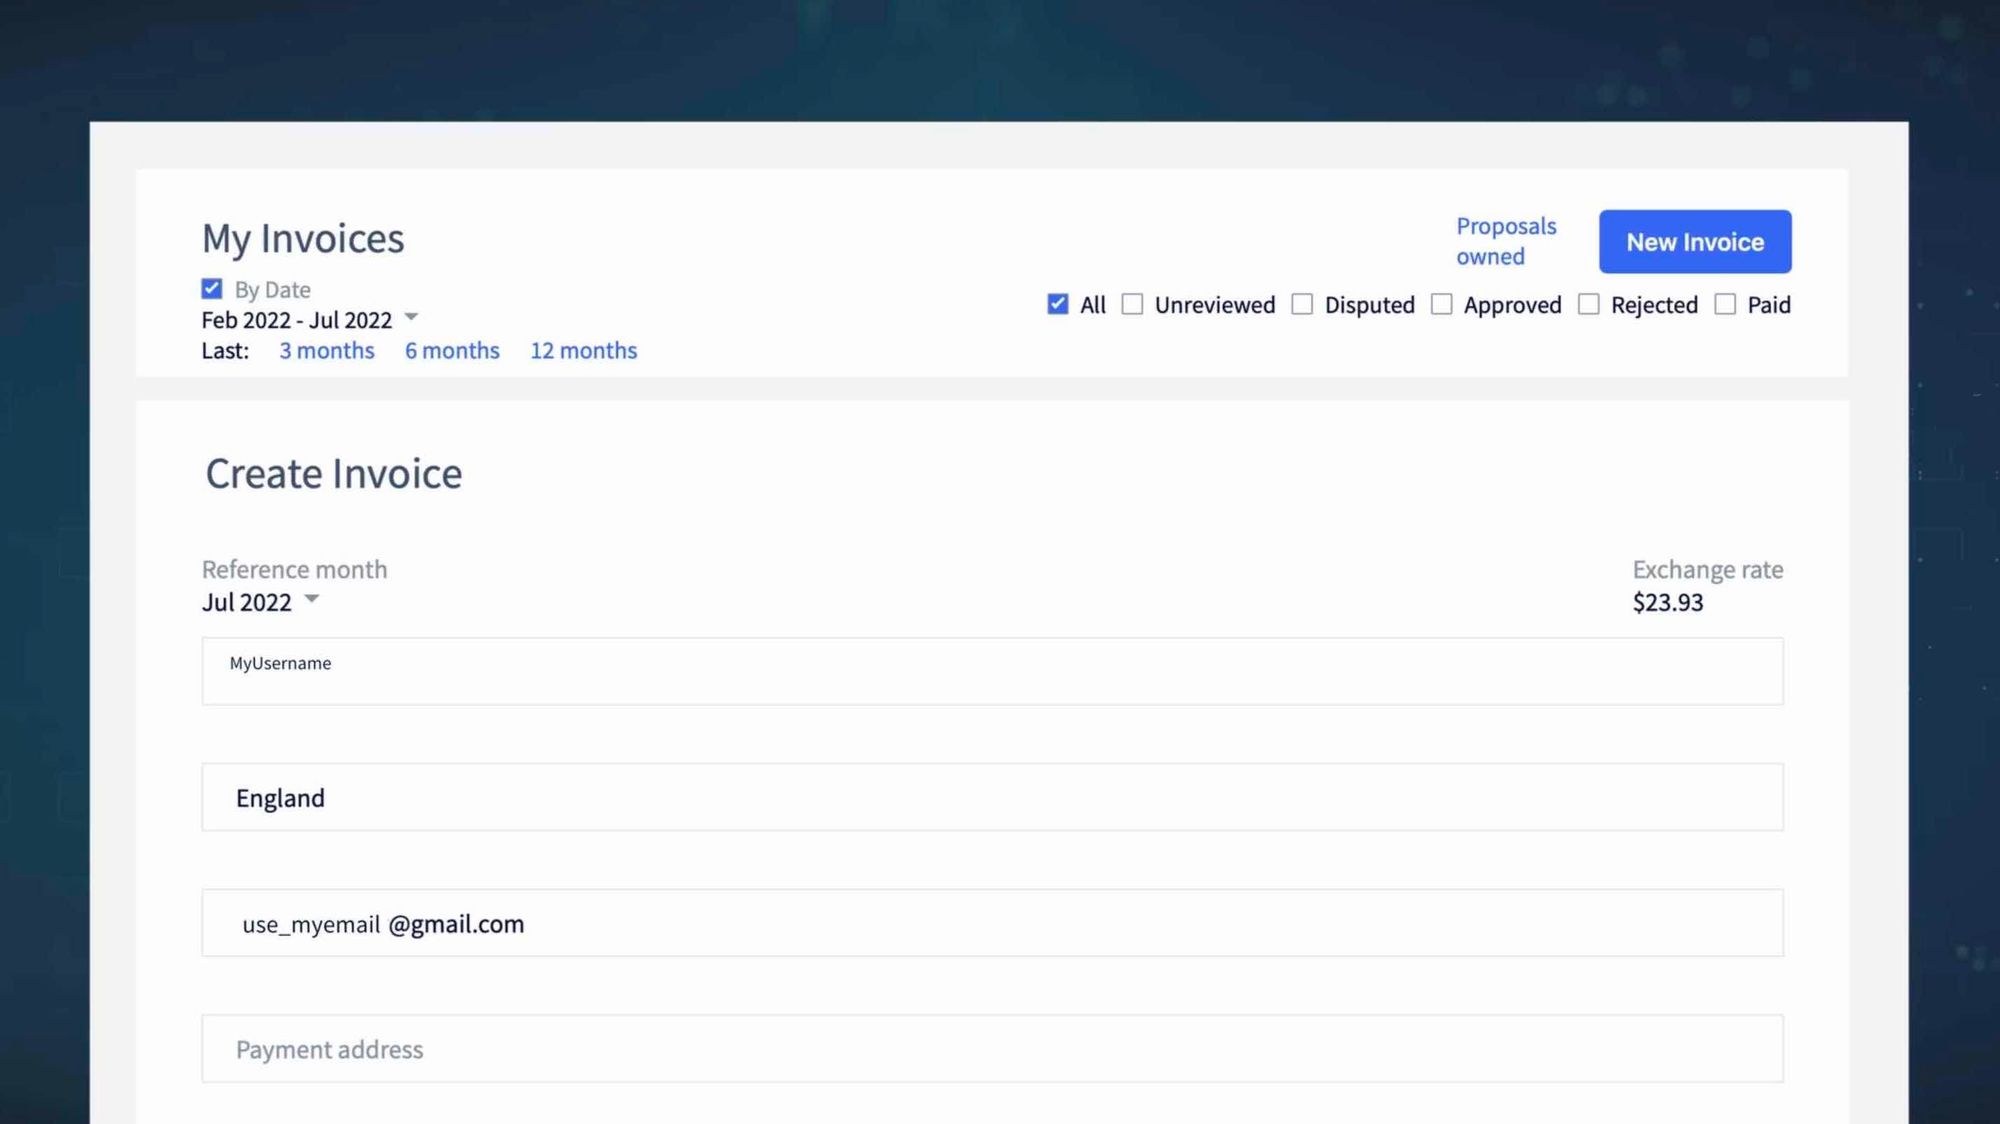 My Invoices
Proposals
owned
New Invoice
By Date
Feb 2022 - Jul 2022
All Unreviewed Disputed Approved Rejected Paid
Last: 3 months 6 months 12 months
Create Invoice
Reference month
Jul 2022
Exchange rate
$23.93
MyUsername
England
use_myemail @gmail.com
Payment address